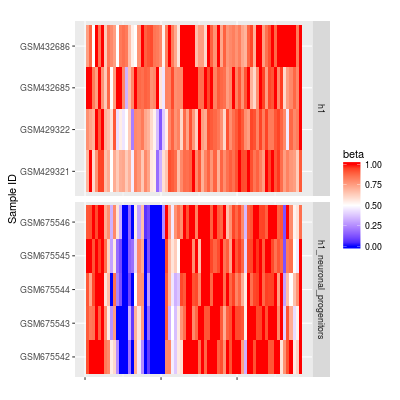 GSM432686
GSM432685
GSM429322
GSM429321
h1
GSM675546
GSM675545
GSM675544
GSM675543
GSM675542
h1_neuronal_progenitors
Sample ID
beta
1.00
0.75
0.50
0.25
0.00